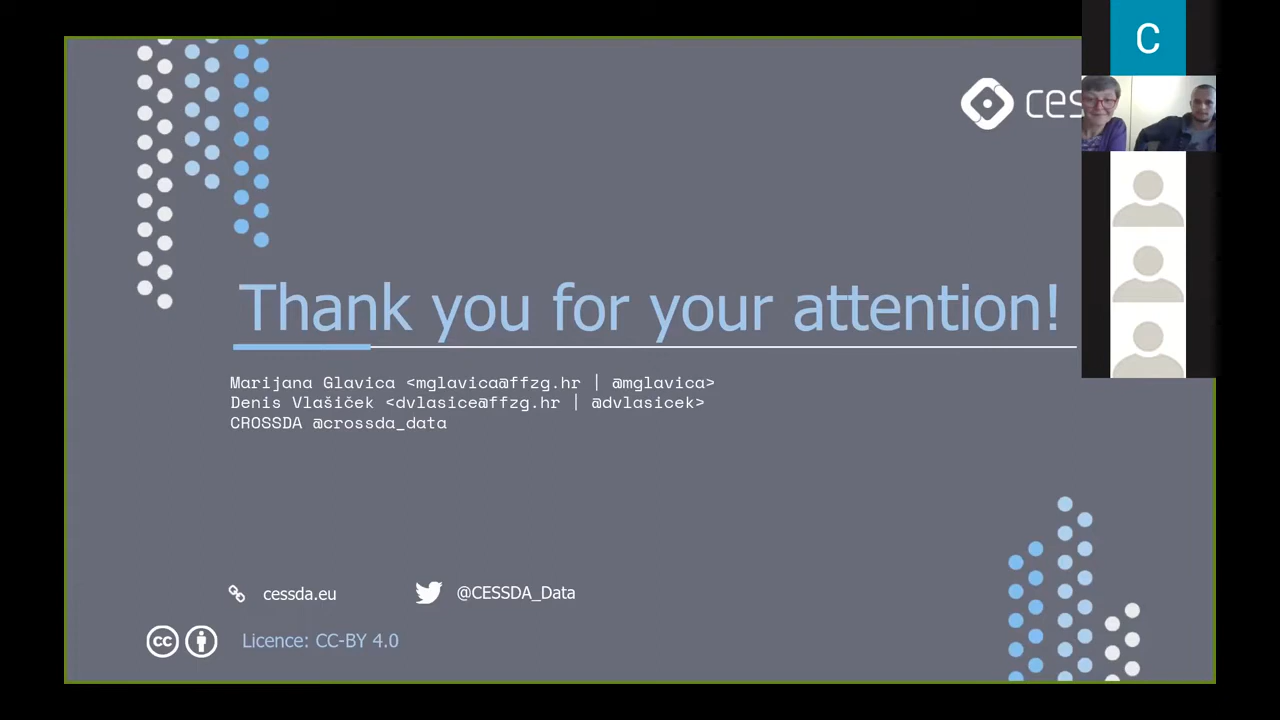 C
ces
Thank you for your attention!
Marijana Glavica <mglavica@ffzg.hr | @mglavica>
Denis Vlašiček <dvlasice@ffzg.hr | @dvlasicek>
CROSSDA @crossda_data
cessda.eu
@CESSDA_Data
cc
Licence: CC-BY 4.0